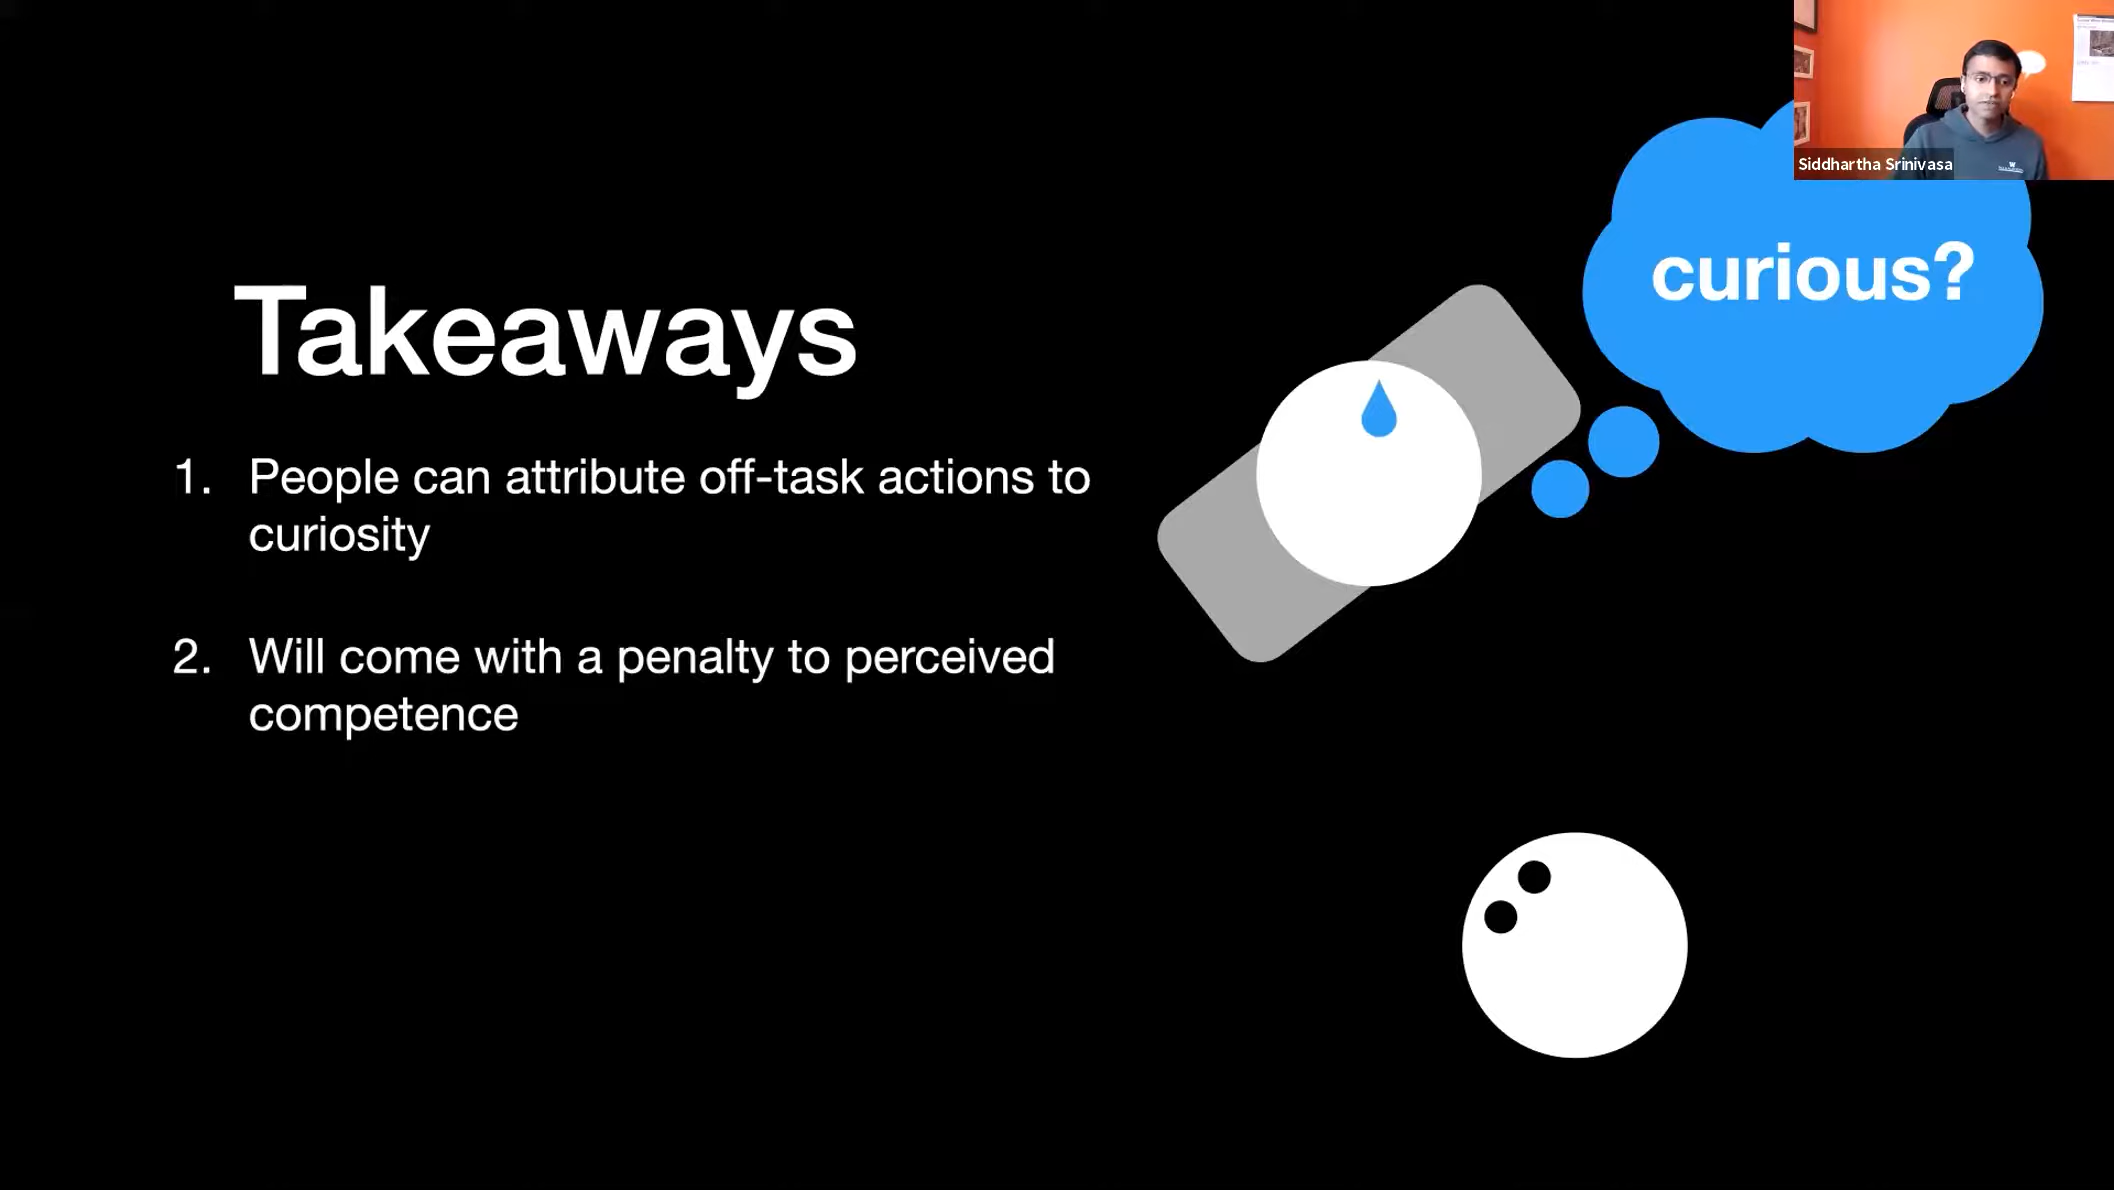 Siddhartha Srinivasa
curious?
Takeaways
1. People can attribute off-task actions to
curiosity
2. Will come with a penalty to perceived
competence
W